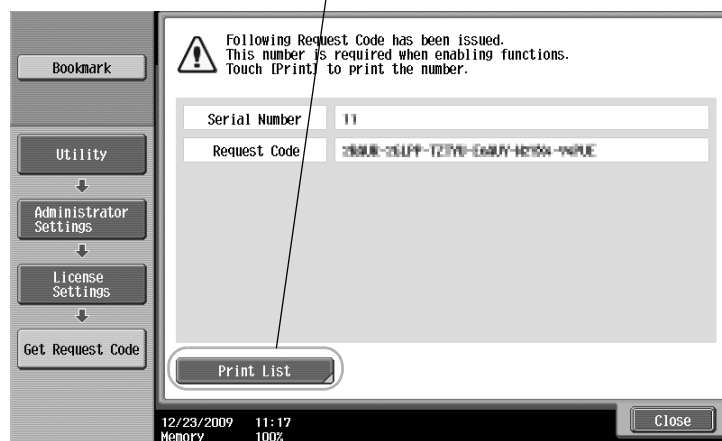 Bookmark
Following Request Code has been issued.
This number is required when enabling functions.
Touch [Print] to print the number.
Serial Number 11
Request Code
Utility
Administrator
Settings
License
Settings
Get Request Code
Print List
12/23/2009 11:17
Memory 100%
Close